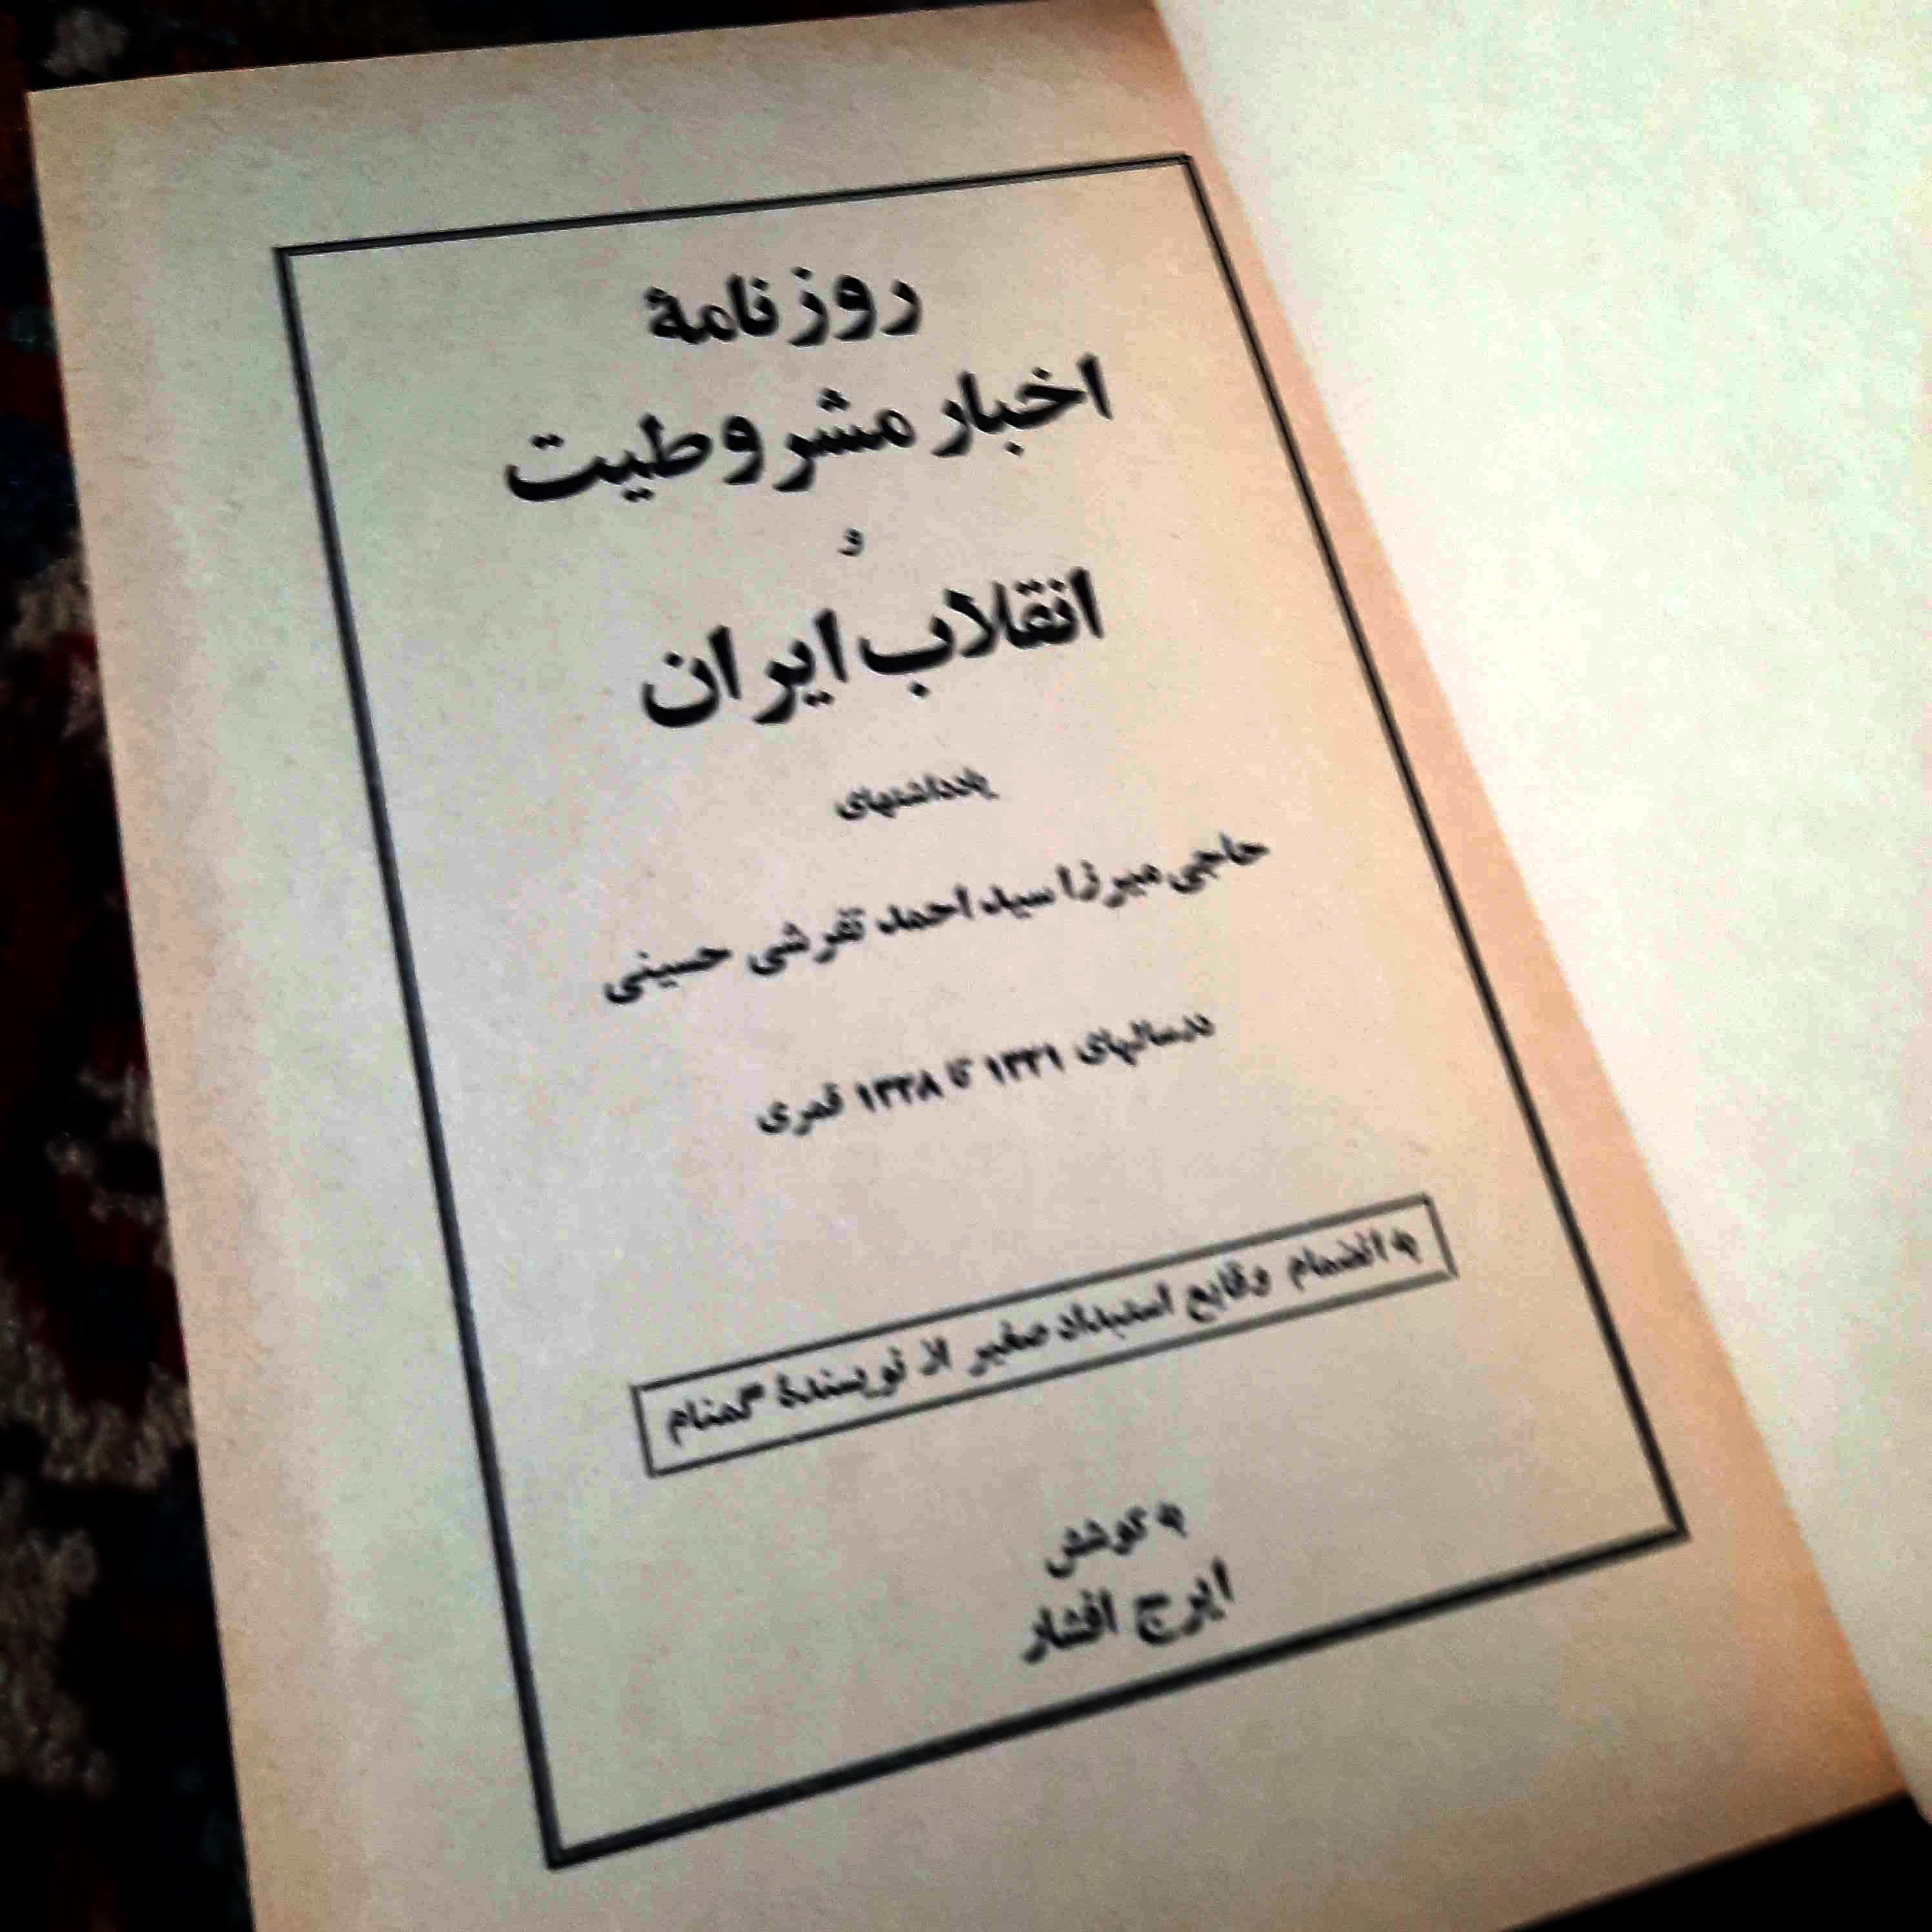 روزنامهٔ
اخبار مشروطیت
و
انقلاب ایران
یادداشتهای
حاجی میرزا سید احمد تفرشی حسینی
در سالهای ۱۳۲۱ تا ۱۳۲۸ قمری
به انضمام وقایع استبداد صغیر از نویسندهٔ گمنام
به کوشش
ایرج افشار